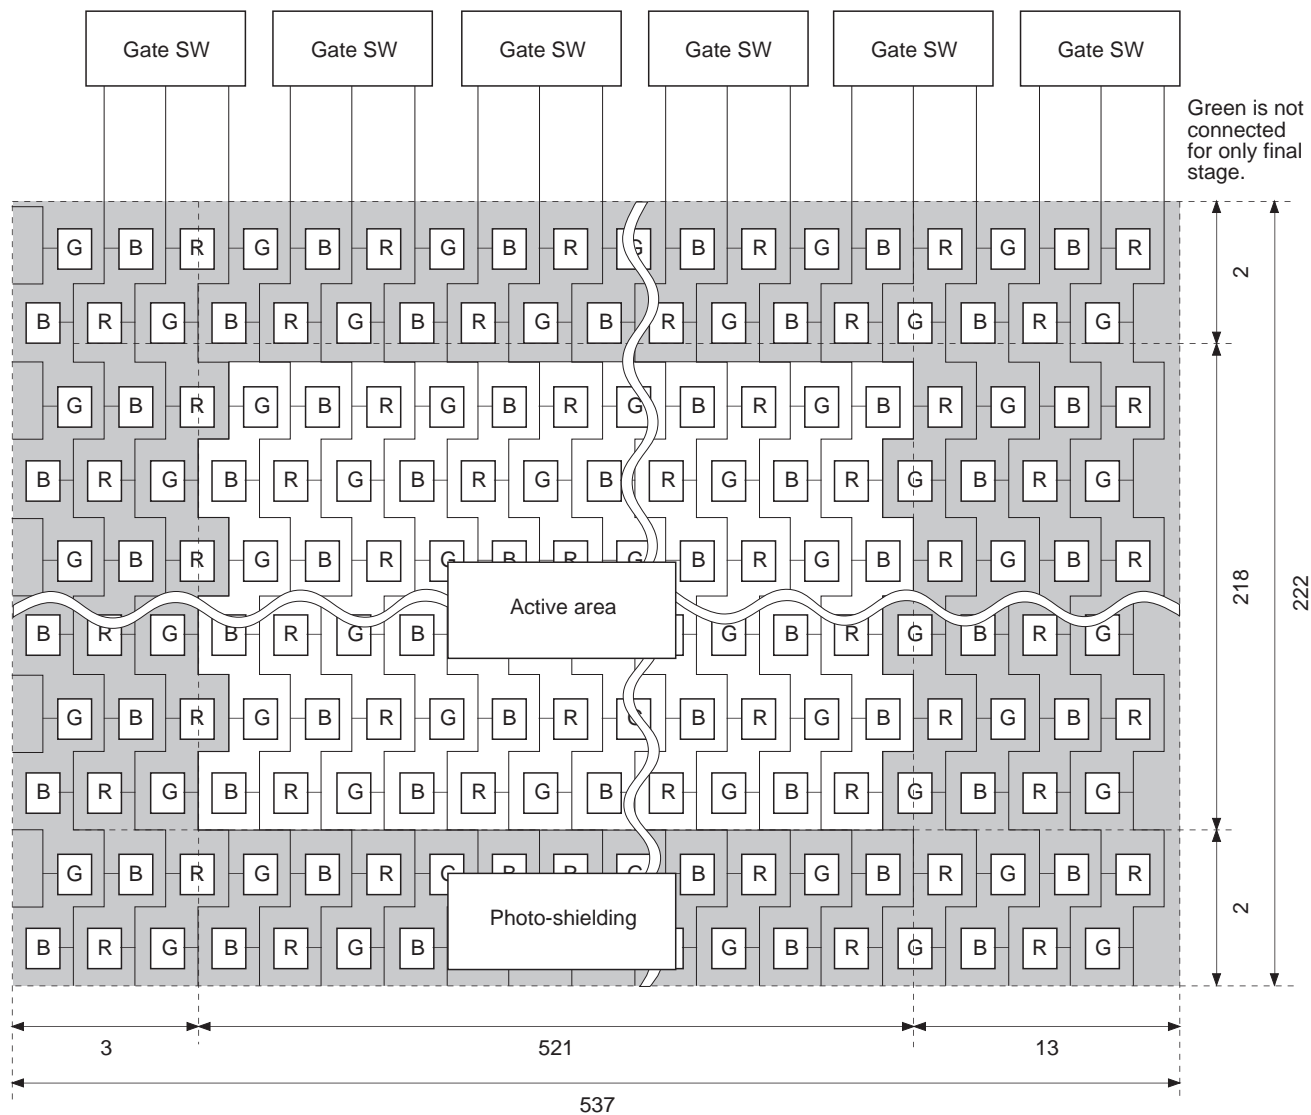 Gate SW
Gate SW
Gate SW
Gate SW
Gate SW
Gate SW
Green is not
connected
for only final
stage.
G B R G B R G B R G B R G B R G B R
2
B R G B R G B R G B R G B R G B R G
G B R G B R G B R G B R G B R G B R
B R G B R G B R G B R G B R G B R G
G B R G B R G B R G B R G B R G B R
218
222
Active area
B R G B R G B G B R G B R G
G B R G B R G B R G B R G B R G B R
B R G B R G B R G B R G B R G B R G
G B R G B R G B R G B R G B R G B R
2
Photo-shielding
B R G B R G B G B R G B R G
3
521
13
537